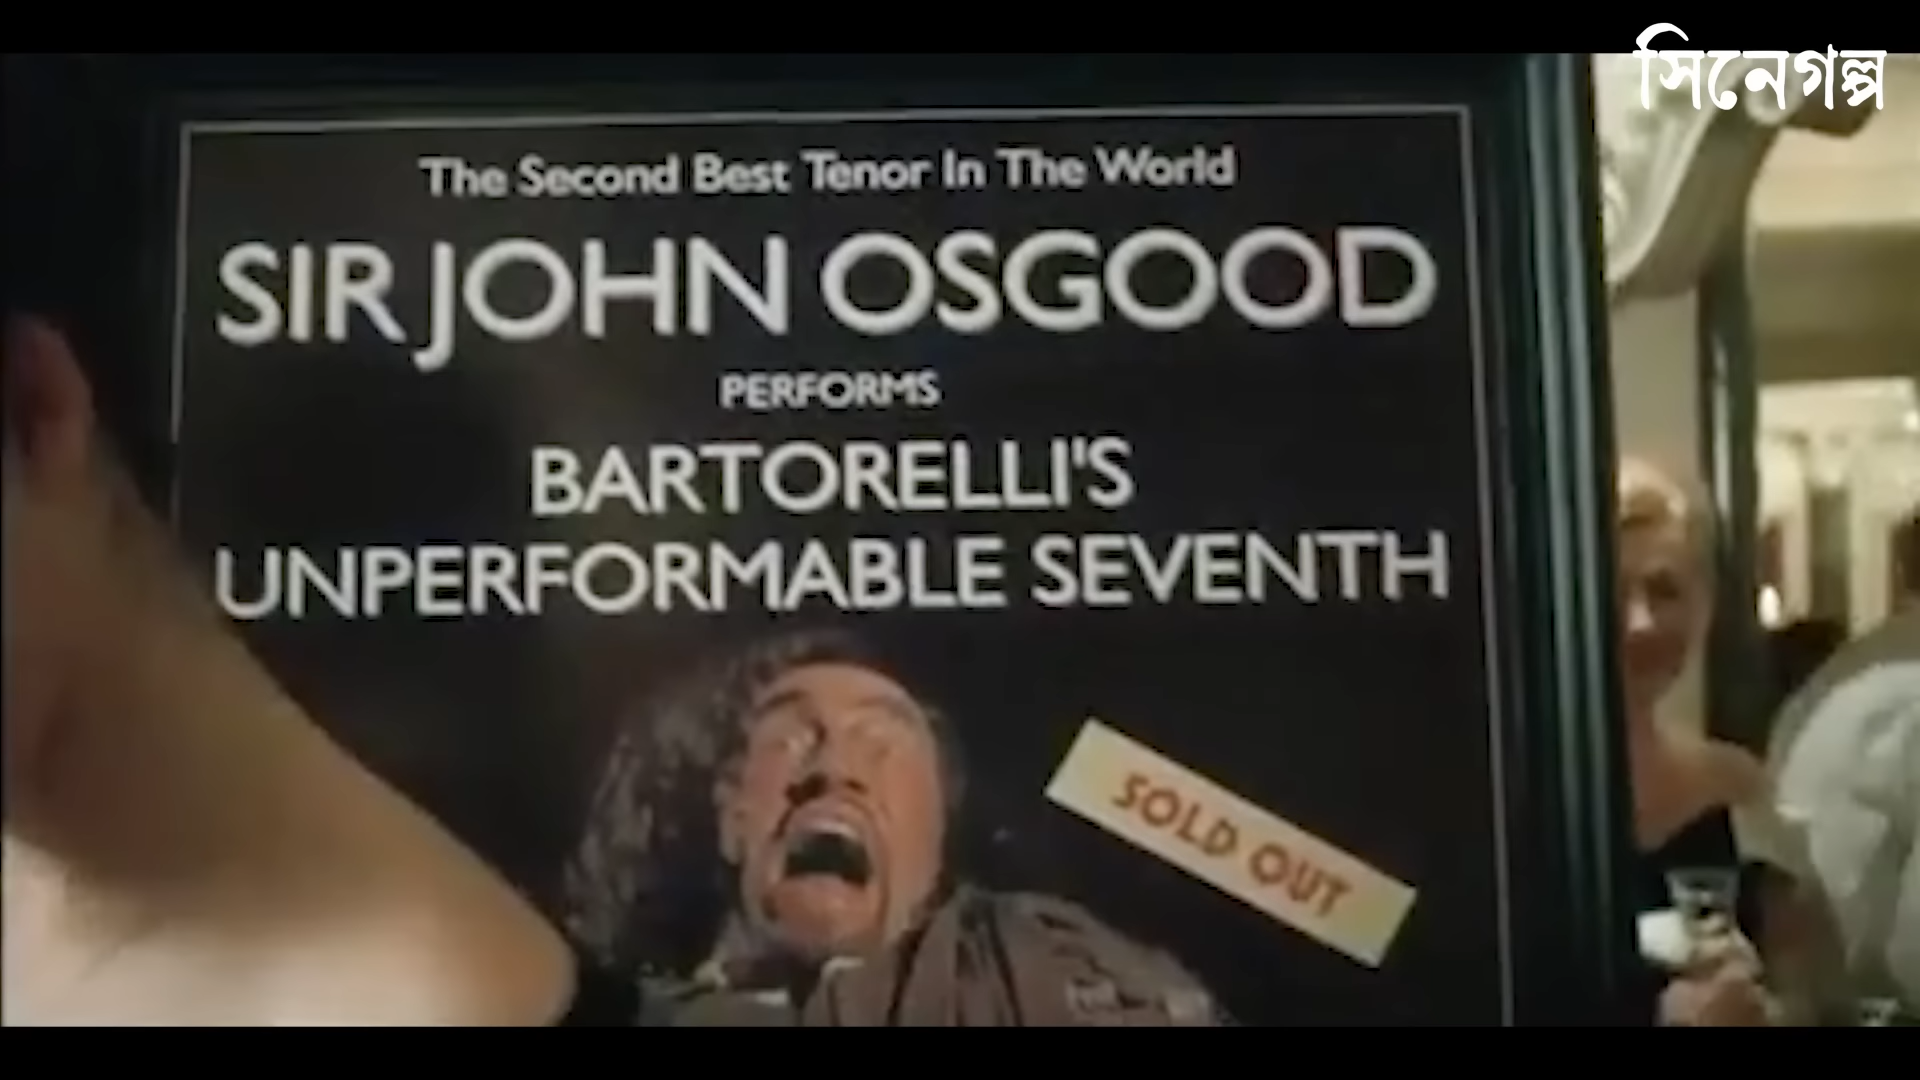 সিনেগল্প
The Second Best Tenor In The World
SIR JOHN OSGOOD
PERFORMS
BARTORELLI'S
UNPERFORMABLE SEVENTH
SOLD OUT